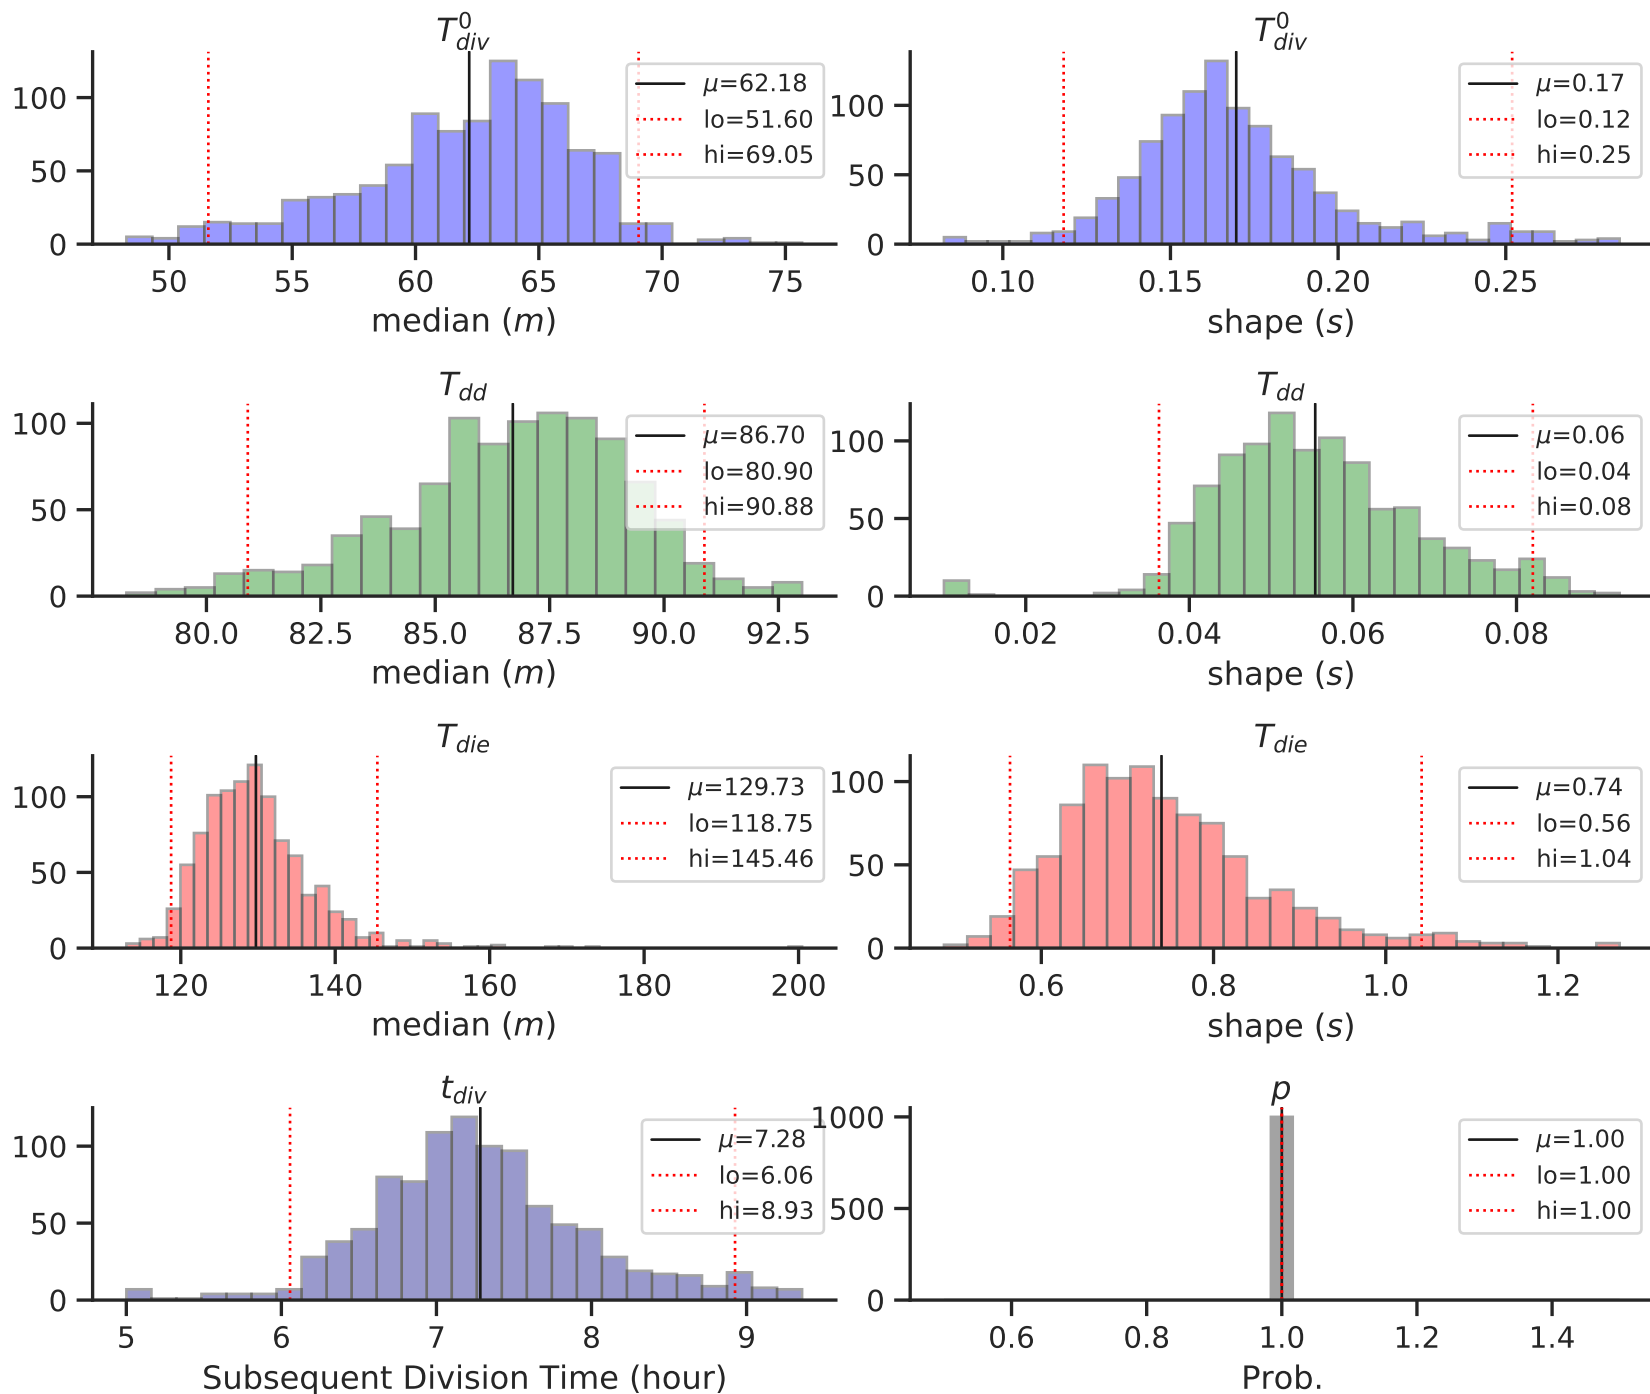 T⁰div
μ=62.18
lo=51.60
hi=69.05
100
50
0
50 55 60 65 70 75
median (m)
T⁰div
μ=0.17
lo=0.12
hi=0.25
100
50
0
0.10 0.15 0.20 0.25
shape (s)
Tdd
μ=86.70
lo=80.90
hi=90.88
100
50
0
80.0 82.5 85.0 87.5 90.0 92.5
median (m)
Tdd
μ=0.06
lo=0.04
hi=0.08
100
50
0
0.02 0.04 0.06 0.08
shape (s)
Tdie
μ=129.73
lo=118.75
hi=145.46
100
50
0
120 140 160 180 200
median (m)
Tdie
μ=0.74
lo=0.56
hi=1.04
100
50
0
0.6 0.8 1.0 1.2
shape (s)
tdiv
μ=7.28
lo=6.06
hi=8.93
100
50
0
5 6 7 8 9
Subsequent Division Time (hour)
p
μ=1.00
lo=1.00
hi=1.00
1000
500
0
0.6 0.8 1.0 1.2 1.4
Prob.